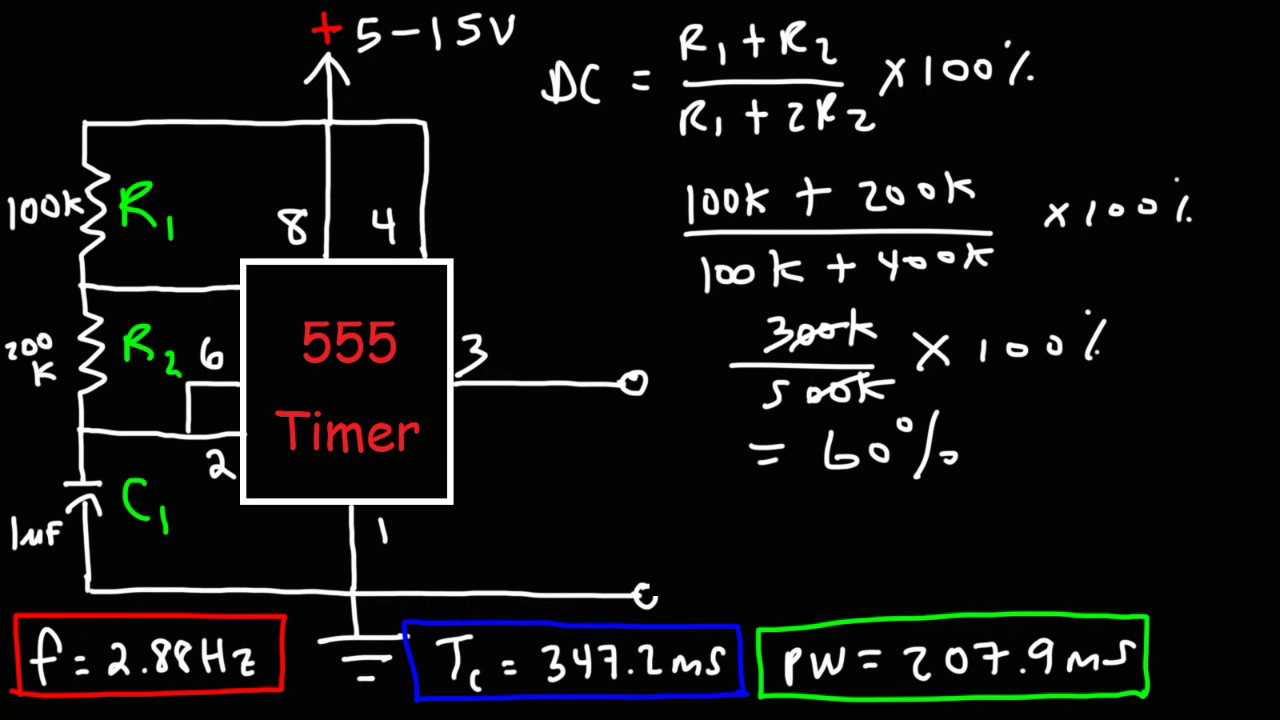 + 5-15V
DC = R1 + R2 / R1 + 2R2 × 100%
100k
R1
8
4
100k + 200k / 100k + 400k × 100%
200
K
R2
6
555
3
300k / 500k × 100%
Timer
2
= 60%
C1
1uF
1
f = 2.88Hz
Tc = 347.2ms
PW = 207.9ms